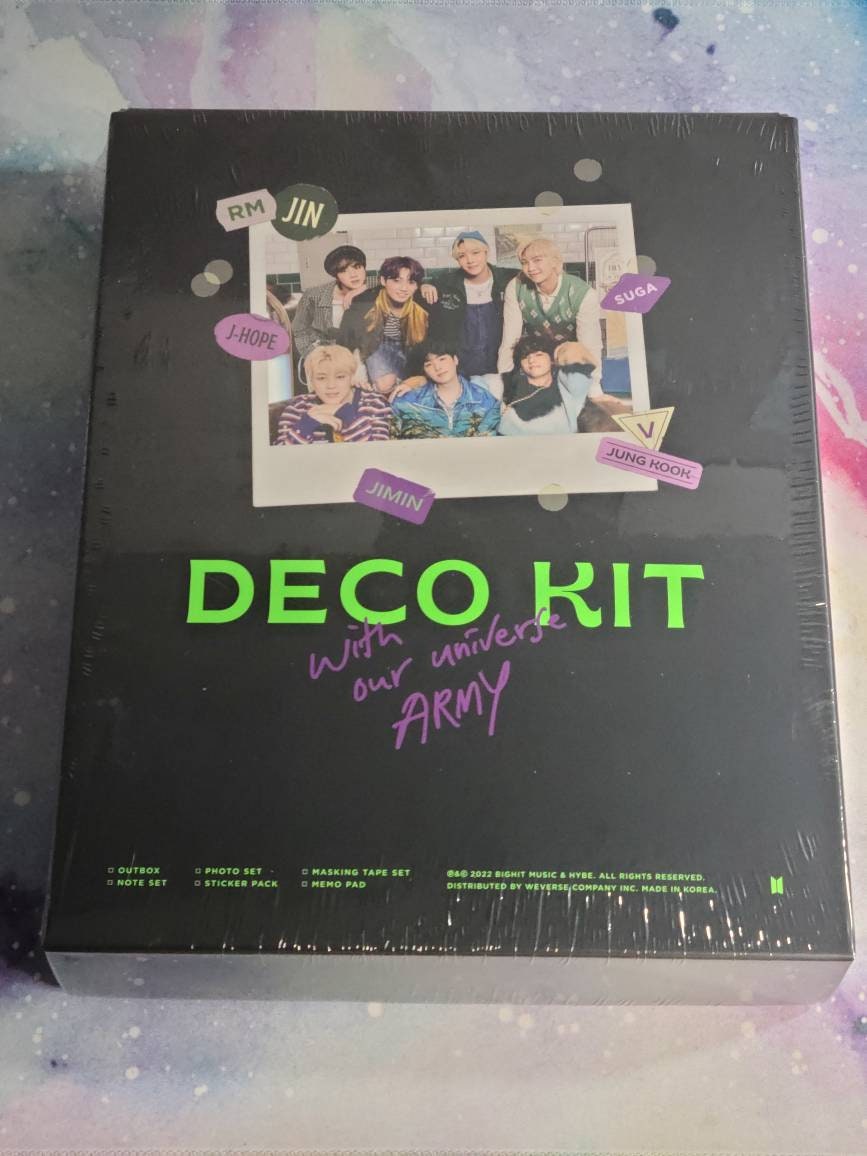 RM
JIN
SUGA
J-HOPE
V
JUNG KOOK
JIMIN
DECO KIT
with
our universe
ARMY
□ OUTBOX □ PHOTO SET □ MASKING TAPE SET
□ NOTE SET □ STICKER PACK □ MEMO PAD
℗&© 2022 BIGHIT MUSIC & HYBE. ALL RIGHTS RESERVED.
DISTRIBUTED BY WEVERSE COMPANY INC. MADE IN KOREA.